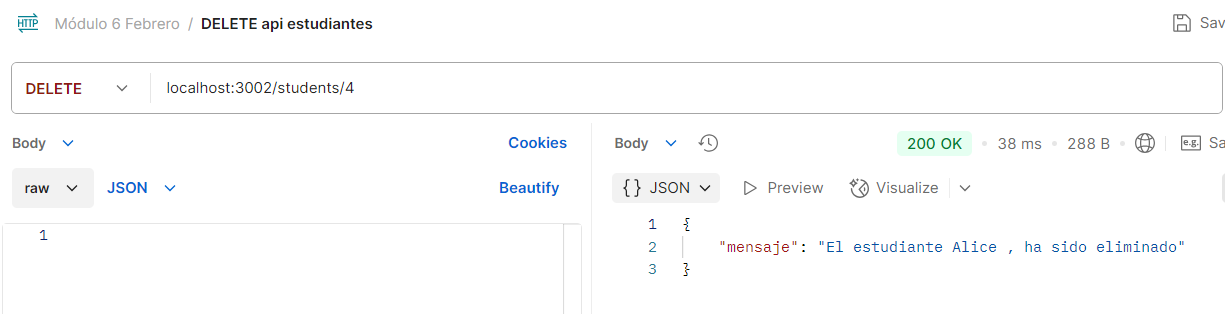 HTTP Módulo 6 Febrero / DELETE api estudiantes Sav
DELETE localhost:3002/students/4
Body Cookies
raw JSON Beautify
1
Body 200 OK 38 ms 288 B e.g. Sa
{} JSON Preview Visualize
1 {
2 "mensaje": "El estudiante Alice , ha sido eliminado"
3 }